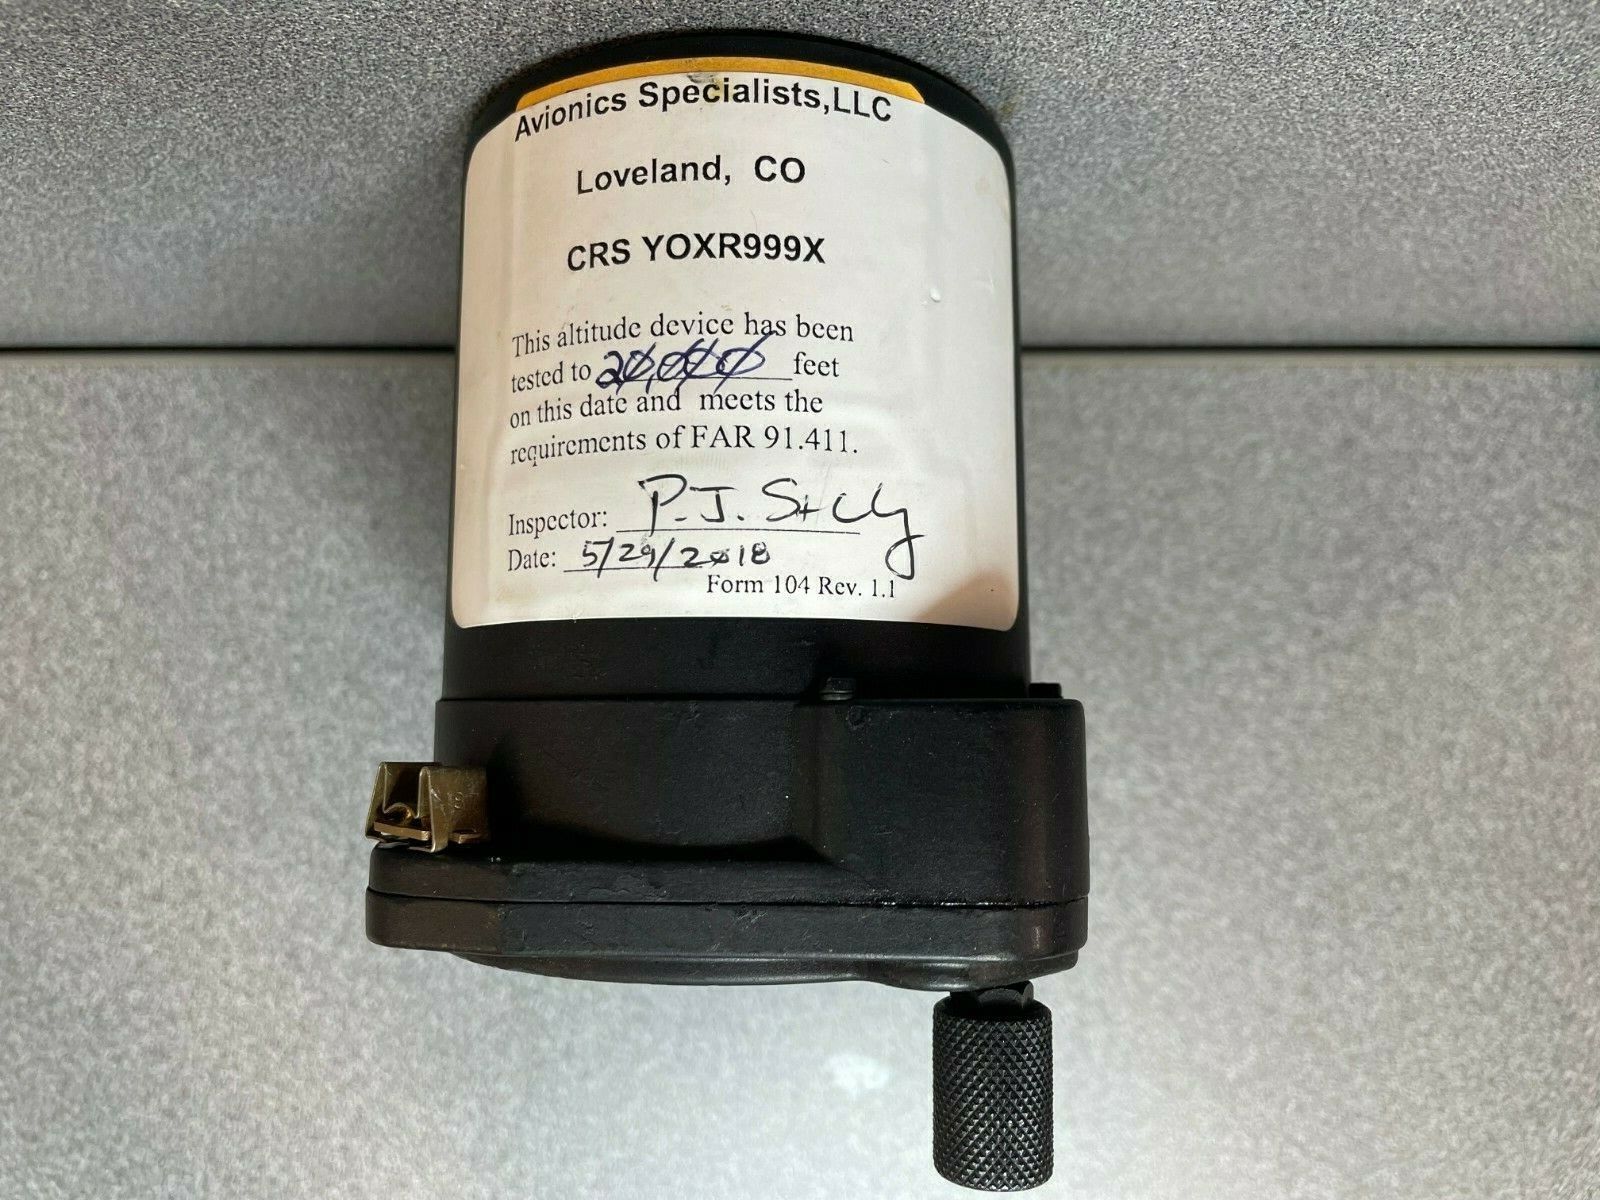 Avionics Specialists,LLC
Loveland, CO
CRS YOXR999X
This altitude device has been
tested to 20,000 feet
on this date and meets the
requirements of FAR 91.411.
Inspector: P.J.
Date: 5/29/2018
Form 104 Rev. 1.1